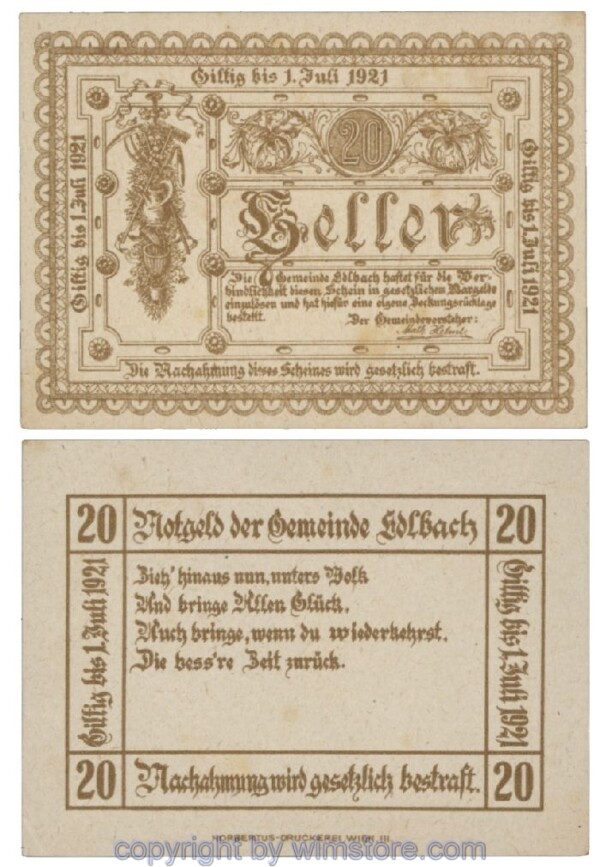 Giltig bis 1. Juli 1921
Giltig bis 1. Juli 1921
20
Heller
Giltig bis 1. Juli 1921
Die Gemeinde Edlbach haftet für die Ver-
bindlichkeit diesen Schein in gesetzlichem Bargelde
einzulösen und hat hiefür eine eigene Deckungsrücklage
bestellt.
Der Gemeindevorsteher:
Die Nachahmung dieses Scheines wird gesetzlich bestraft.
20 Notgeld der Gemeinde Edlbach 20
Giltig bis 1. Juli 1921
Zieh' hinaus nun, unters Volk
Und bringe Allen Glück.
Auch bringe, wenn du wiederkehrst.
Die bess're Zeit zurück.
Giltig bis 1. Juli 1921
20 Nachahmung wird gesetzlich bestraft. 20
NORBERTUS-DRUCKEREI WIEN III.
copyright by wimstore.com